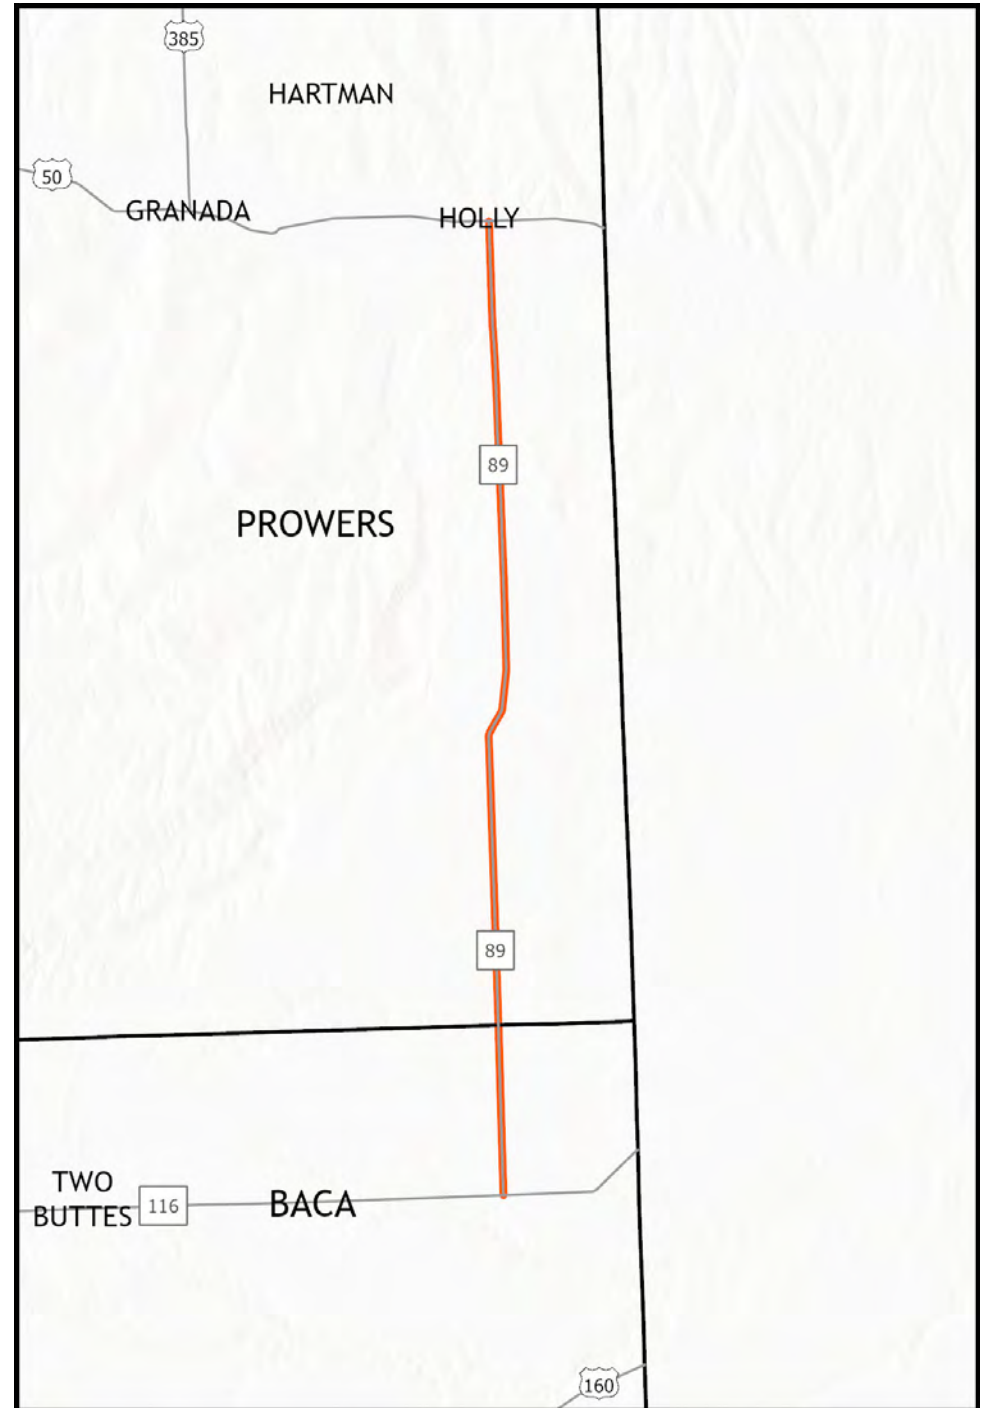 385
HARTMAN
50
GRANADA
HOLLY
89
PROWERS
89
TWO
BUTTES
116
BACA
160